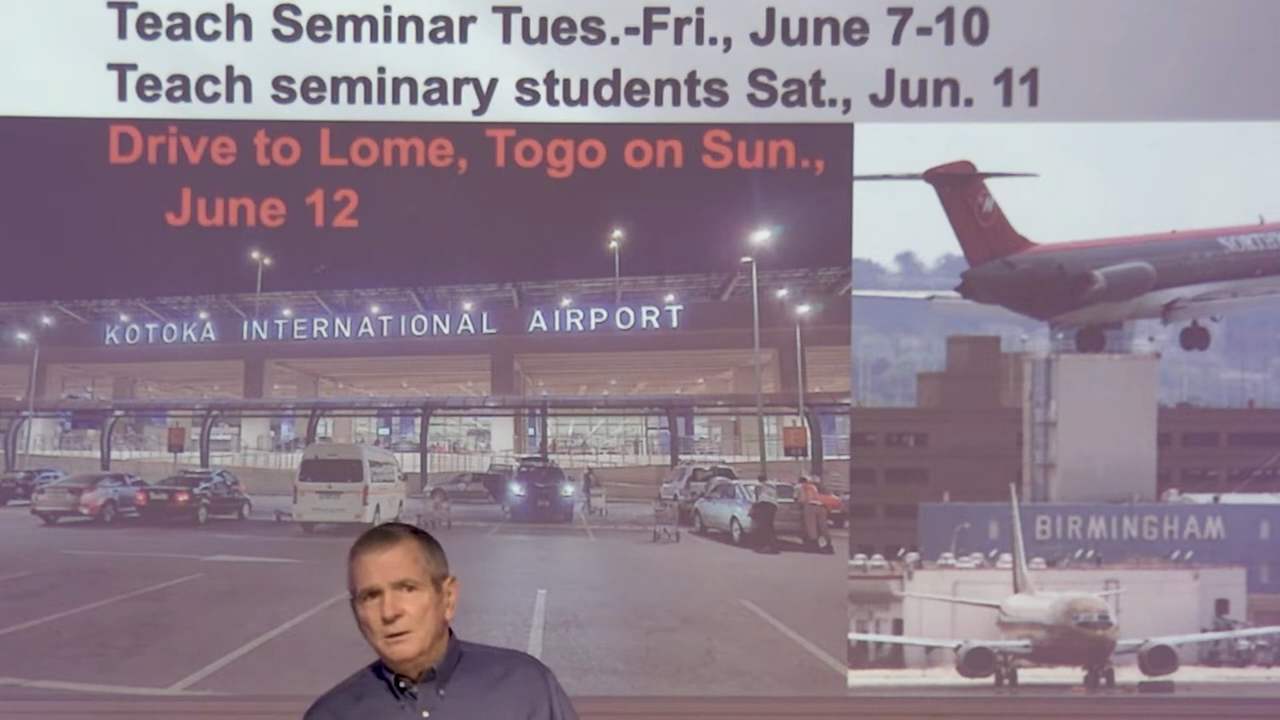 Teach Seminar Tues.-Fri., June 7-10
Teach seminary students Sat., Jun. 11
Drive to Lome, Togo on Sun.,
June 12
KOTOKA INTERNATIONAL AIRPORT
BIRMINGHAM